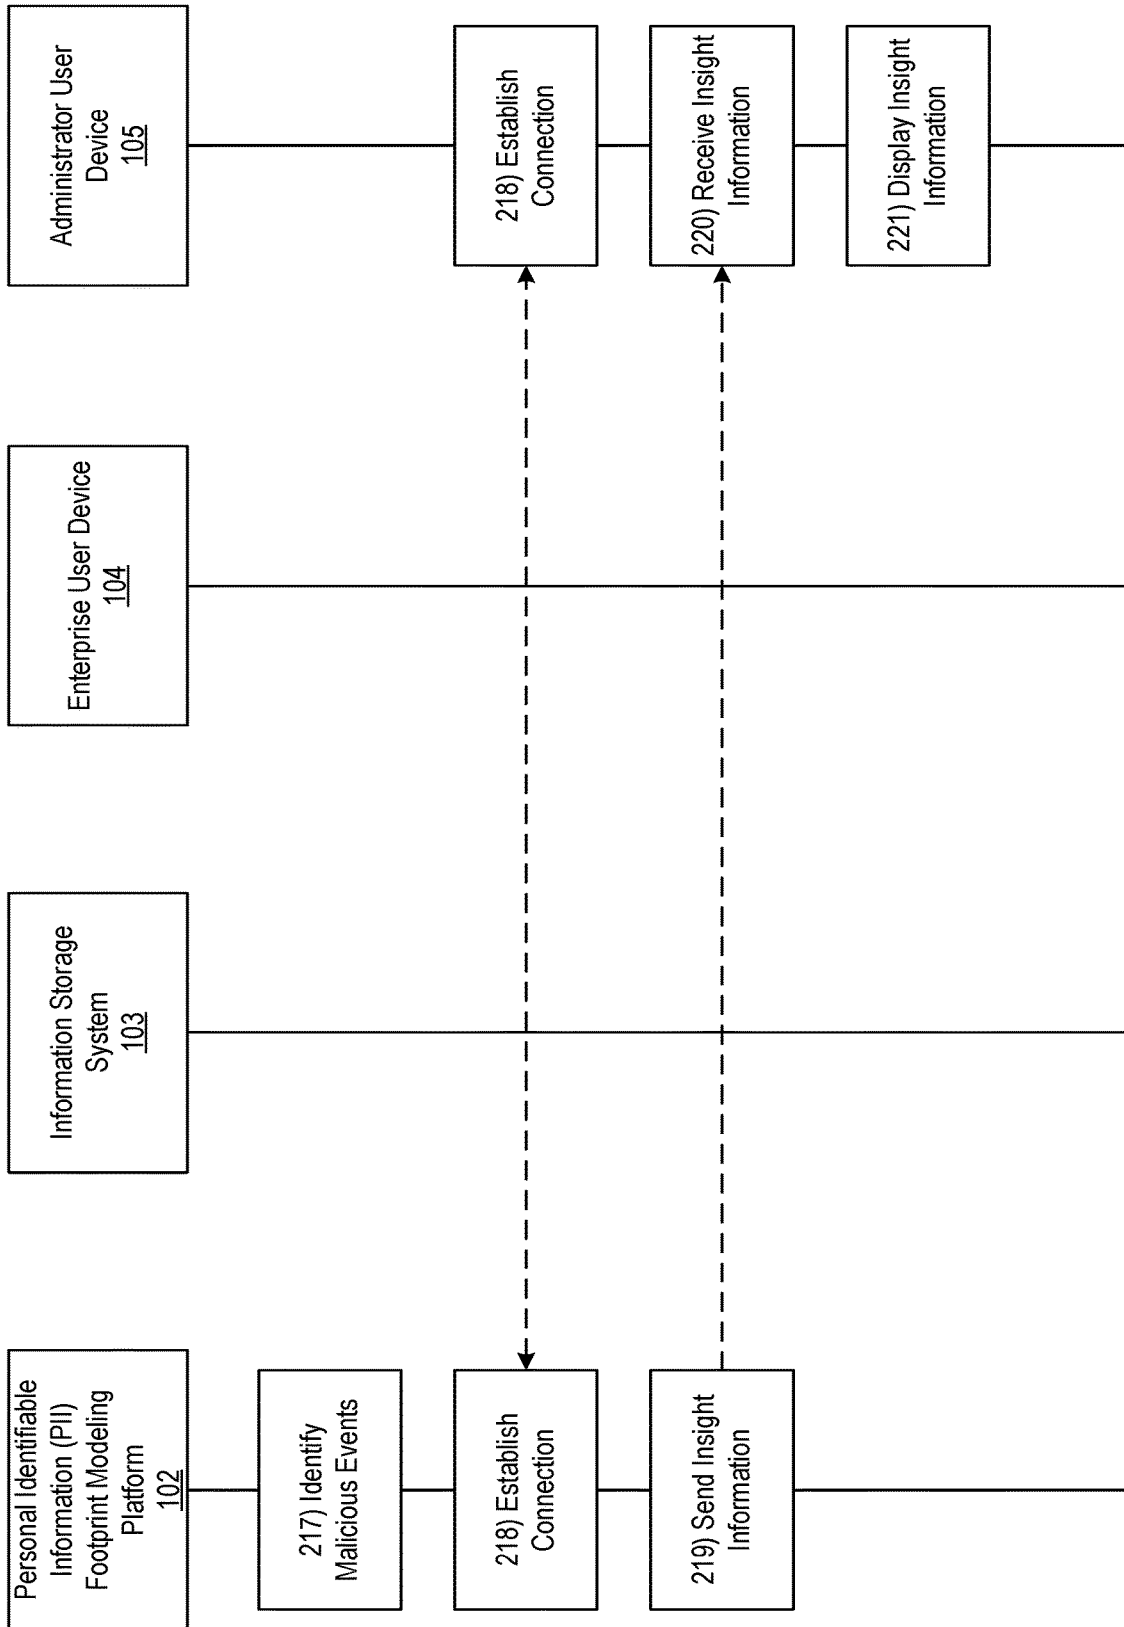 Personal Identifiable
Information (PII)
Footprint Modeling
Platform
102
Information Storage
System
103
Enterprise User Device
104
Administrator User
Device
105
217) Identify
Malicious Events
218) Establish
Connection
218) Establish
Connection
219) Send Insight
Information
220) Receive Insight
Information
221) Display Insight
Information